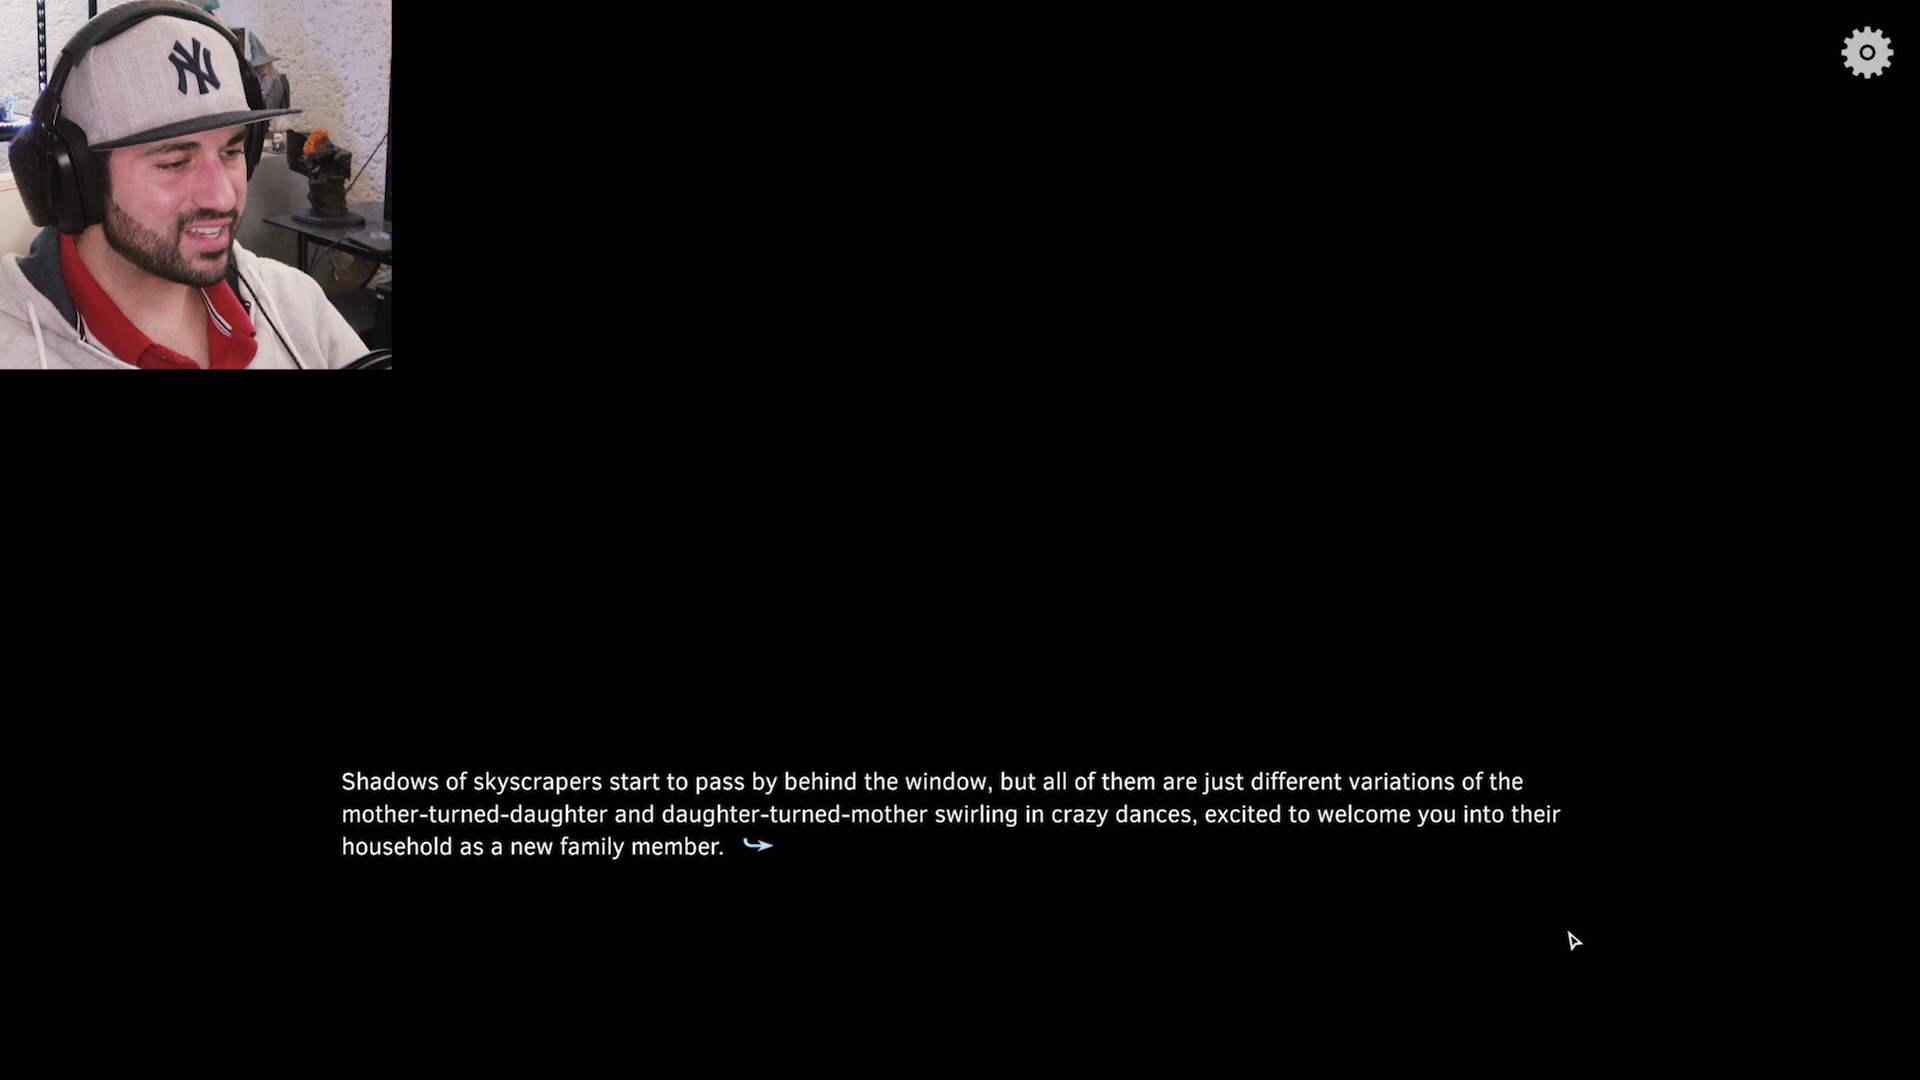 NY
Shadows of skyscrapers start to pass by behind the window, but all of them are just different variations of the
mother-turned-daughter and daughter-turned-mother swirling in crazy dances, excited to welcome you into their
household as a new family member.